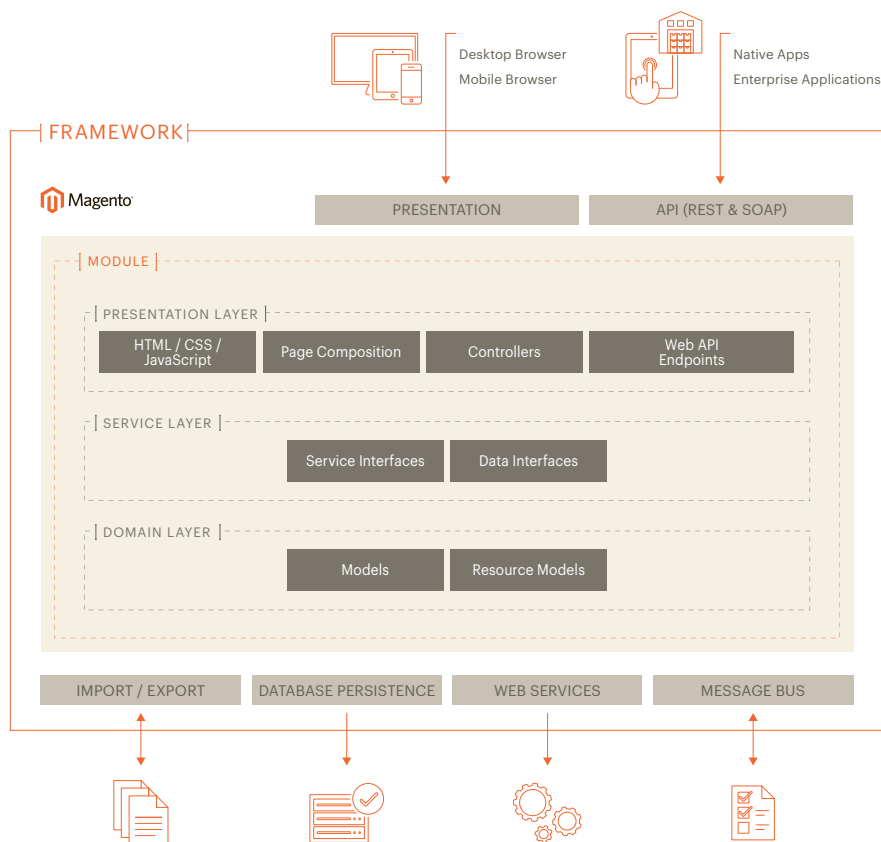 Desktop Browser
Mobile Browser
Native Apps
Enterprise Applications
FRAMEWORK
Magento
PRESENTATION
API (REST & SOAP)
MODULE
PRESENTATION LAYER
HTML / CSS /
JavaScript
Page Composition
Controllers
Web API
Endpoints
SERVICE LAYER
Service Interfaces
Data Interfaces
DOMAIN LAYER
Models
Resource Models
IMPORT / EXPORT
DATABASE PERSISTENCE
WEB SERVICES
MESSAGE BUS